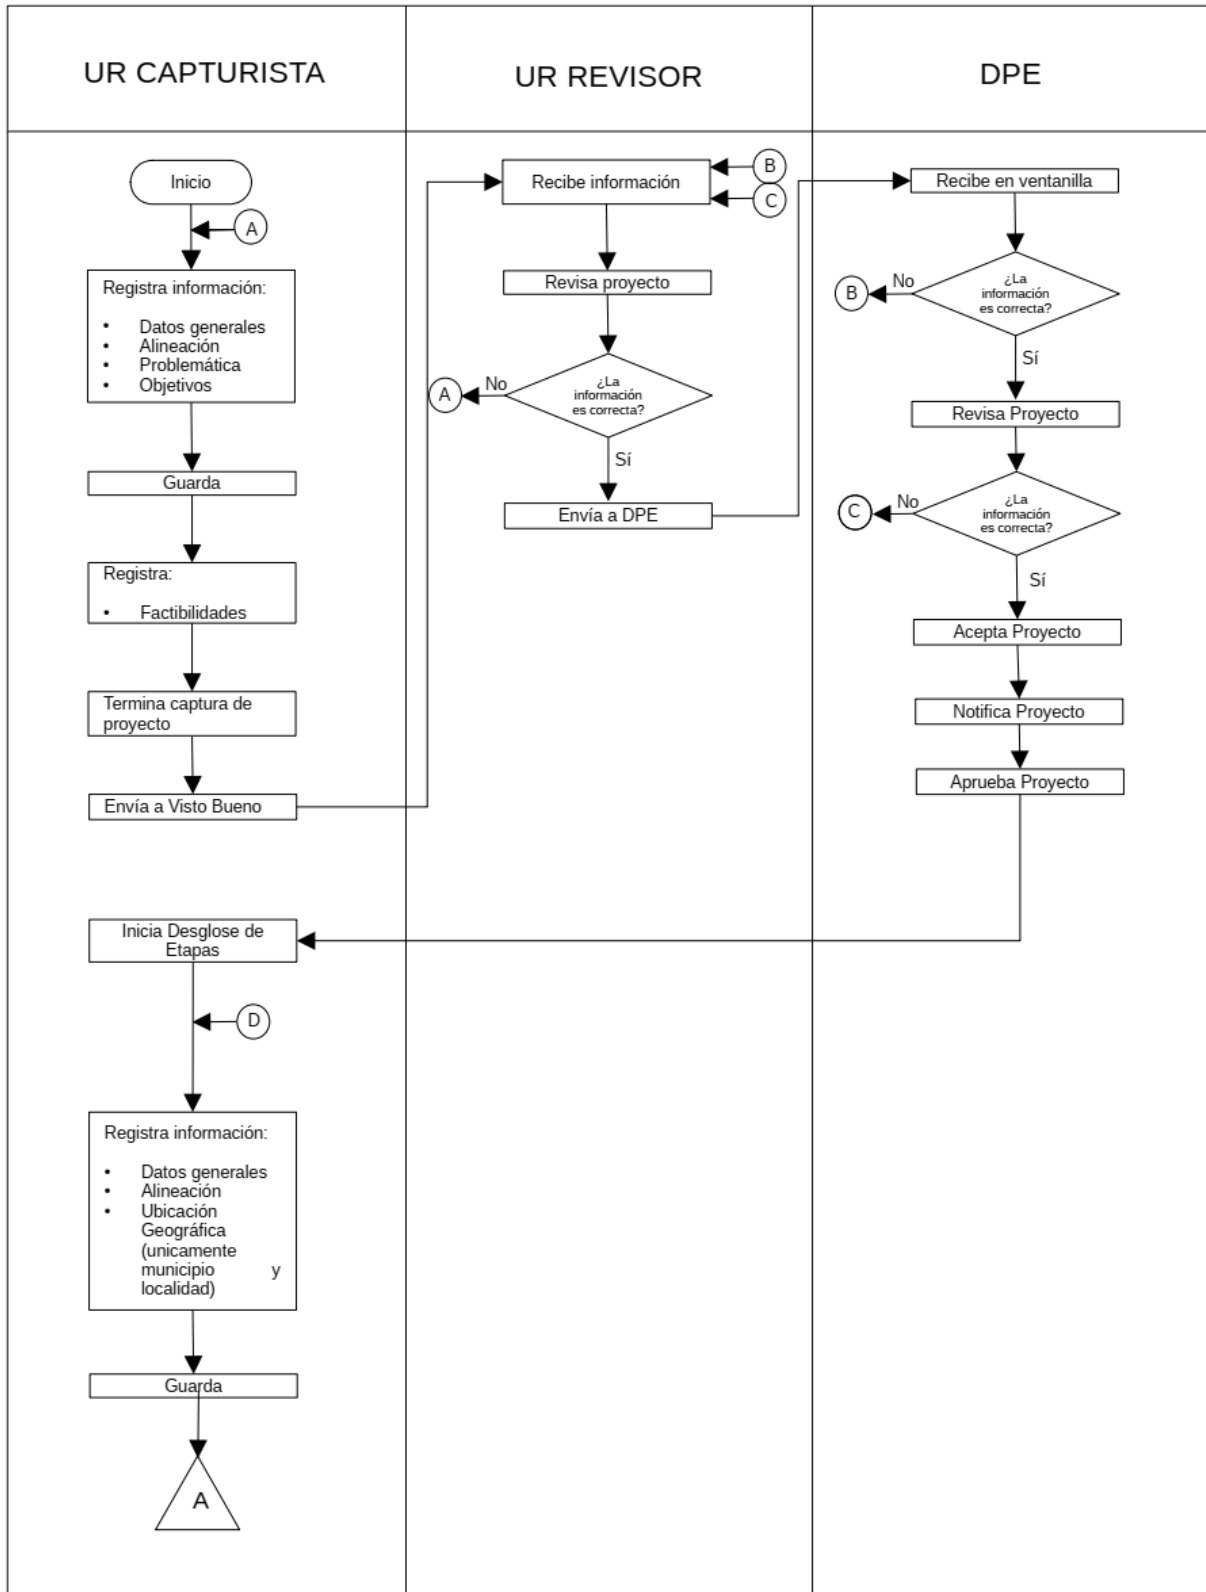 UR CAPTURISTA
UR REVISOR
DPE
Inicio
A
Registra información:
• Datos generales
• Alineación
• Problemática
• Objetivos
Guarda
Registra:
• Factibilidades
Termina captura de
proyecto
Envía a Visto Bueno
Inicia Desglose de
Etapas
D
Registra información:
• Datos generales
• Alineación
• Ubicación
Geográfica
(unicamente
municipio y
localidad)
Guarda
A
Recibe información
B
C
Revisa proyecto
¿La
información
es correcta?
No
A
Sí
Envía a DPE
Recibe en ventanilla
¿La
información
es correcta?
No
B
Sí
Revisa Proyecto
¿La
información
es correcta?
No
C
Sí
Acepta Proyecto
Notifica Proyecto
Aprueba Proyecto